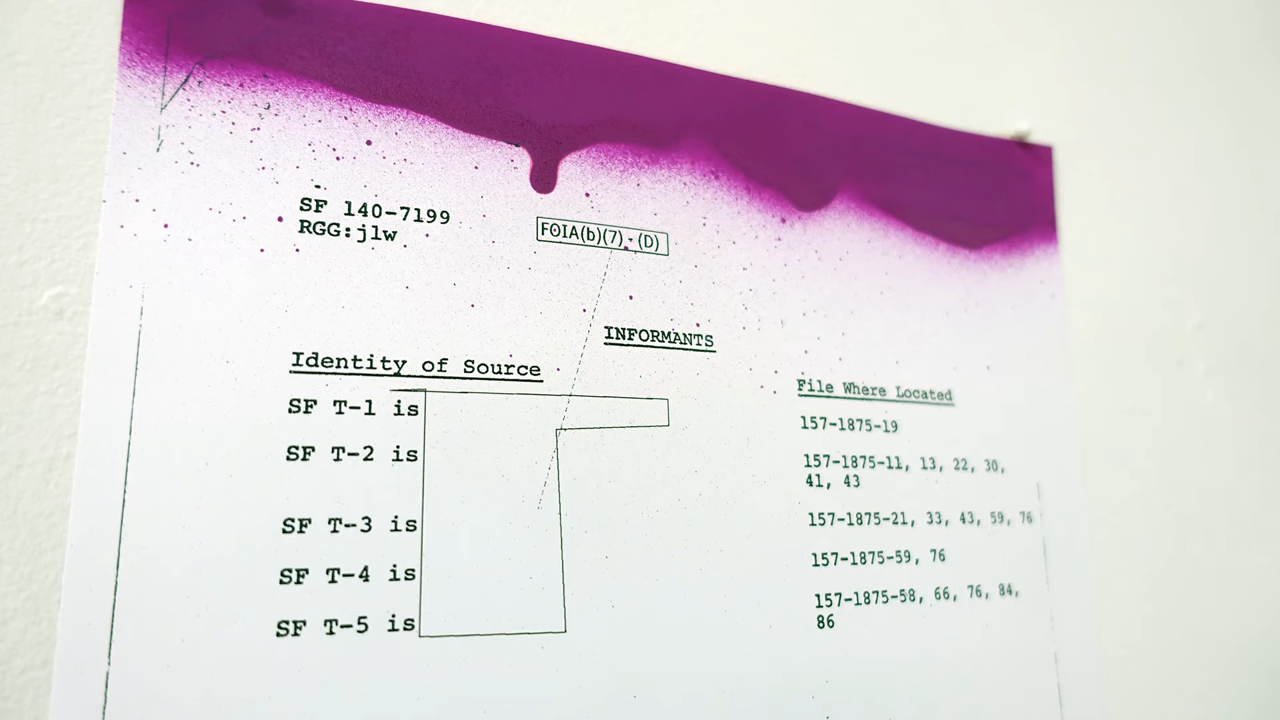 SF 140-7199
RGG:jlw
FOIA(b)(7) - (D)
INFORMANTS
Identity of Source
File Where Located
SF T-1 is
157-1875-19
SF T-2 is
157-1875-11, 13, 22, 30,
41, 43
SF T-3 is
157-1875-21, 33, 43, 59, 76
SF T-4 is
157-1875-59, 76
SF T-5 is
157-1875-58, 66, 76, 84,
86